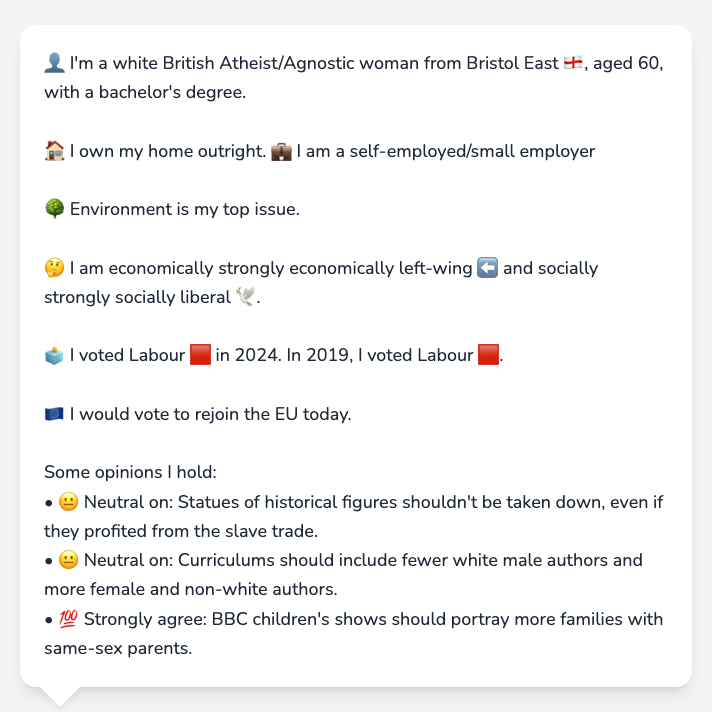 👤 I'm a white British Atheist/Agnostic woman from Bristol East 🏴󠁧󠁢󠁥󠁮󠁧󠁿, aged 60,
with a bachelor's degree.
🏠 I own my home outright. 💼 I am a self-employed/small employer
🌳 Environment is my top issue.
🤔 I am economically strongly economically left-wing ⬅️ and socially
strongly socially liberal 🕊️.
🗳️ I voted Labour 🟥 in 2024. In 2019, I voted Labour 🟥.
🇪🇺 I would vote to rejoin the EU today.
Some opinions I hold:
• 😐 Neutral on: Statues of historical figures shouldn't be taken down, even if
they profited from the slave trade.
• 😐 Neutral on: Curriculums should include fewer white male authors and
more female and non-white authors.
• 💯 Strongly agree: BBC children's shows should portray more families with
same-sex parents.